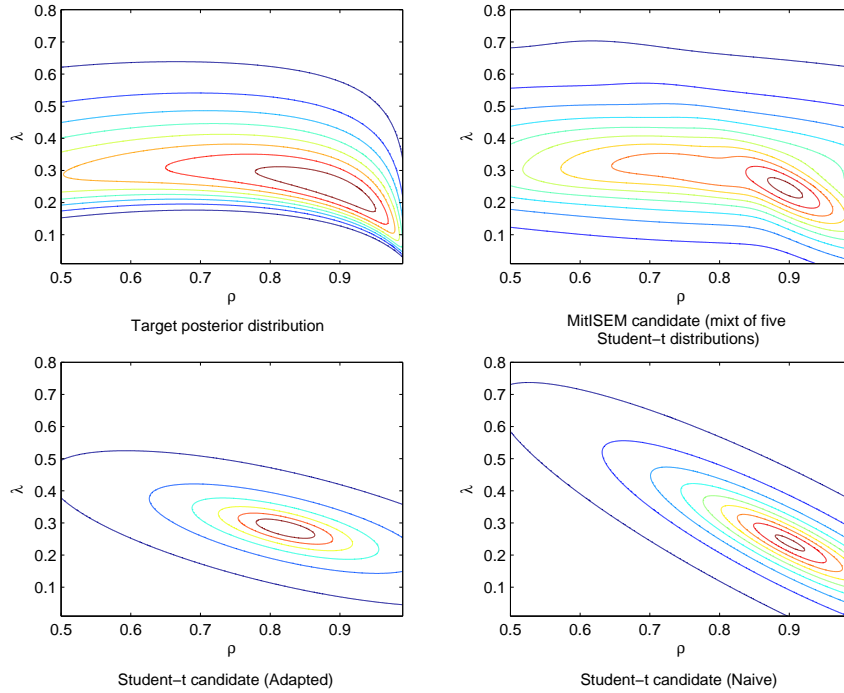 0.8
0.7
0.6
0.5
0.4
0.3
0.2
0.1
λ
0.5 0.6 0.7 0.8 0.9
ρ
Target posterior distribution
0.8
0.7
0.6
0.5
0.4
0.3
0.2
0.1
λ
0.5 0.6 0.7 0.8 0.9
ρ
MitISEM candidate (mixt of five
Student−t distributions)
0.8
0.7
0.6
0.5
0.4
0.3
0.2
0.1
λ
0.5 0.6 0.7 0.8 0.9
ρ
Student−t candidate (Adapted)
0.8
0.7
0.6
0.5
0.4
0.3
0.2
0.1
λ
0.5 0.6 0.7 0.8 0.9
ρ
Student−t candidate (Naive)